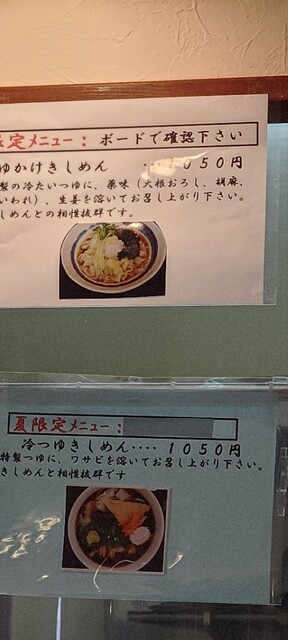 定メニュー： ボードで確認下さい
ゆかけきしめん ‥１０５０円
製の冷たいつゆに、薬味（大根おろし、胡麻、
いわれ）、生姜を溶いてお召し上がり下さい。
しめんとの相性抜群です。
夏限定メニュー：
冷つゆきしめん‥‥ １０５０円
特製つゆに、ワサビを溶いてお召し上がり下さい。
きしめんと相性抜群です